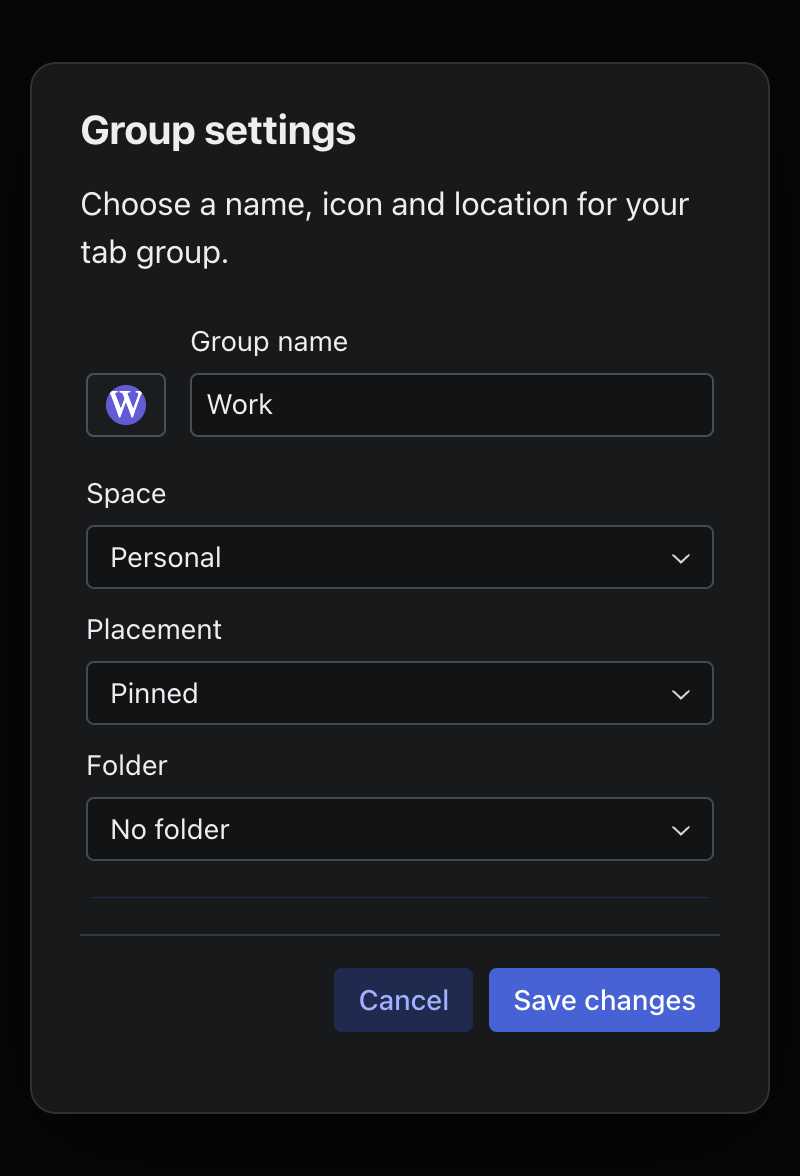 Group settings
Choose a name, icon and location for your
tab group.
Group name
W
Work
Space
Personal
Placement
Pinned
Folder
No folder
Cancel
Save changes